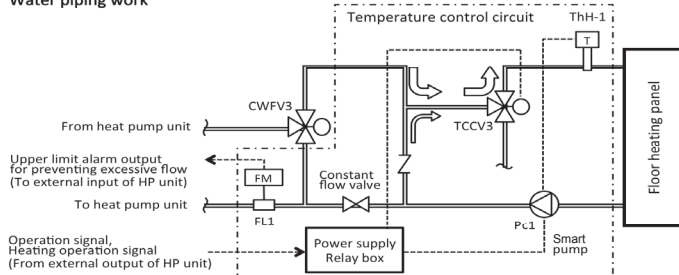 Water piping work
Temperature control circuit
ThH-1
T
CWFV3
From heat pump unit
TCCV3
Upper limit alarm output
for preventing excessive flow
(To external input of HP unit)
FM
Constant
flow valve
Floor heating panel
To heat pump unit
FL1
Pc1
Operation signal,
Heating operation signal
(From external output of HP unit)
Power supply
Relay box
Smart
pump